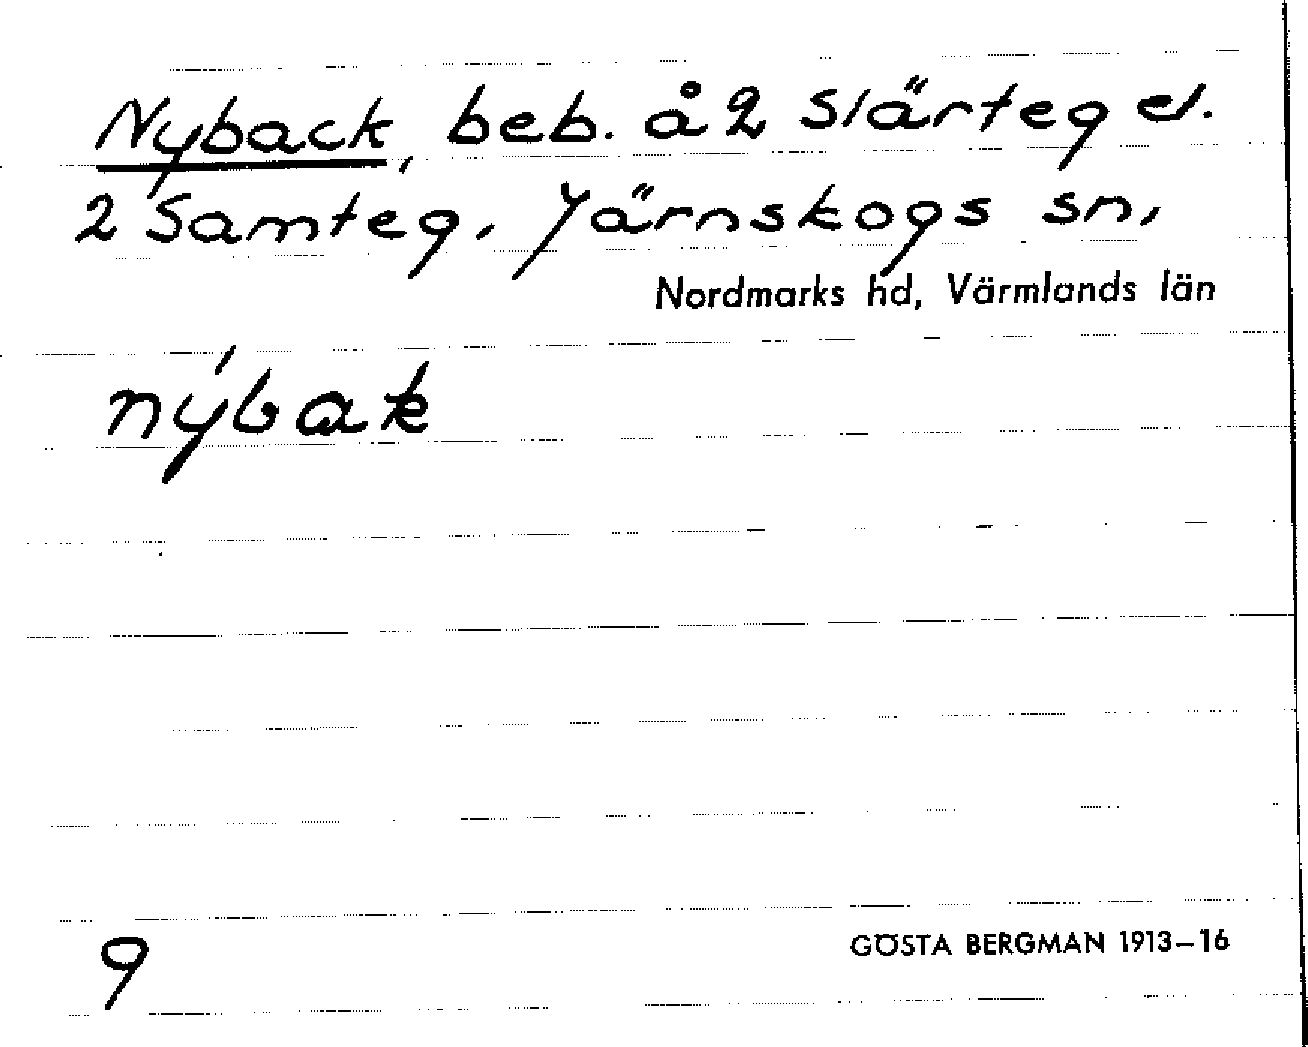 Nyback, beb. å 2 Slärteg el.
2 Samteg. Järnskogs sn,
Nordmarks hd, Värmlands län
nýbak
9
GÖSTA BERGMAN 1913–16